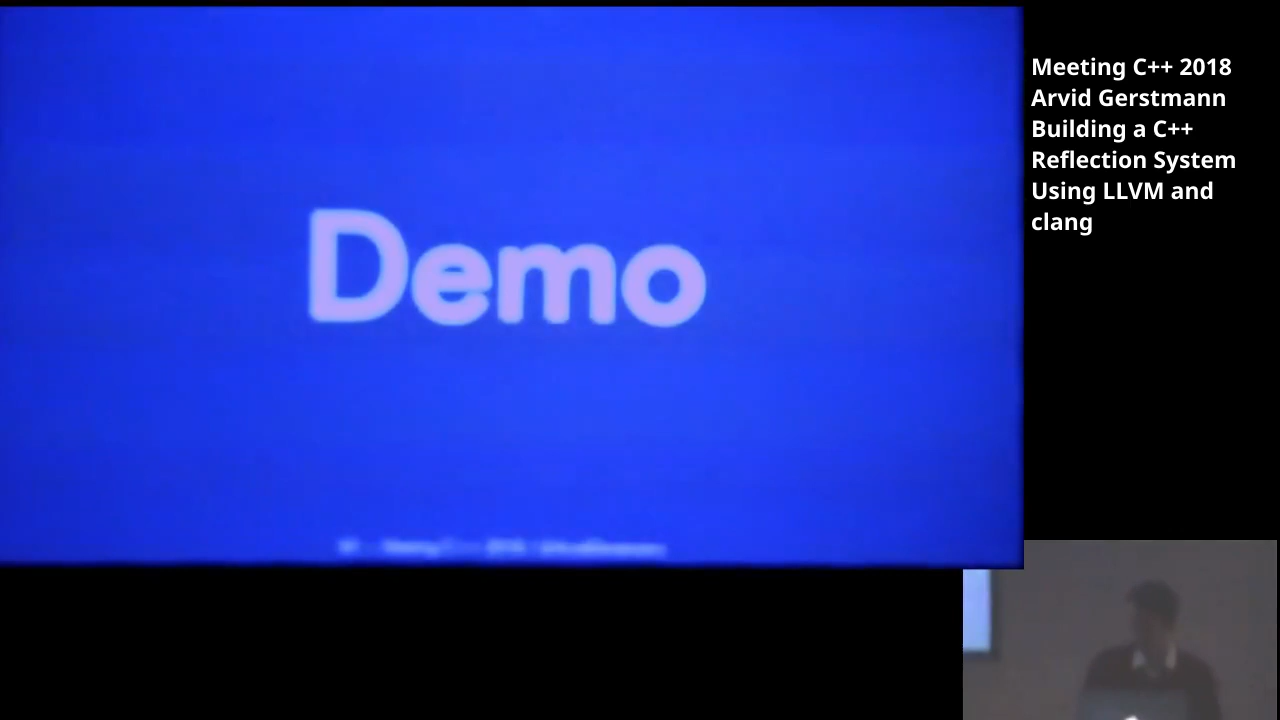 Demo
Meeting C++ 2018
Arvid Gerstmann
Building a C++
Reflection System
Using LLVM and
clang